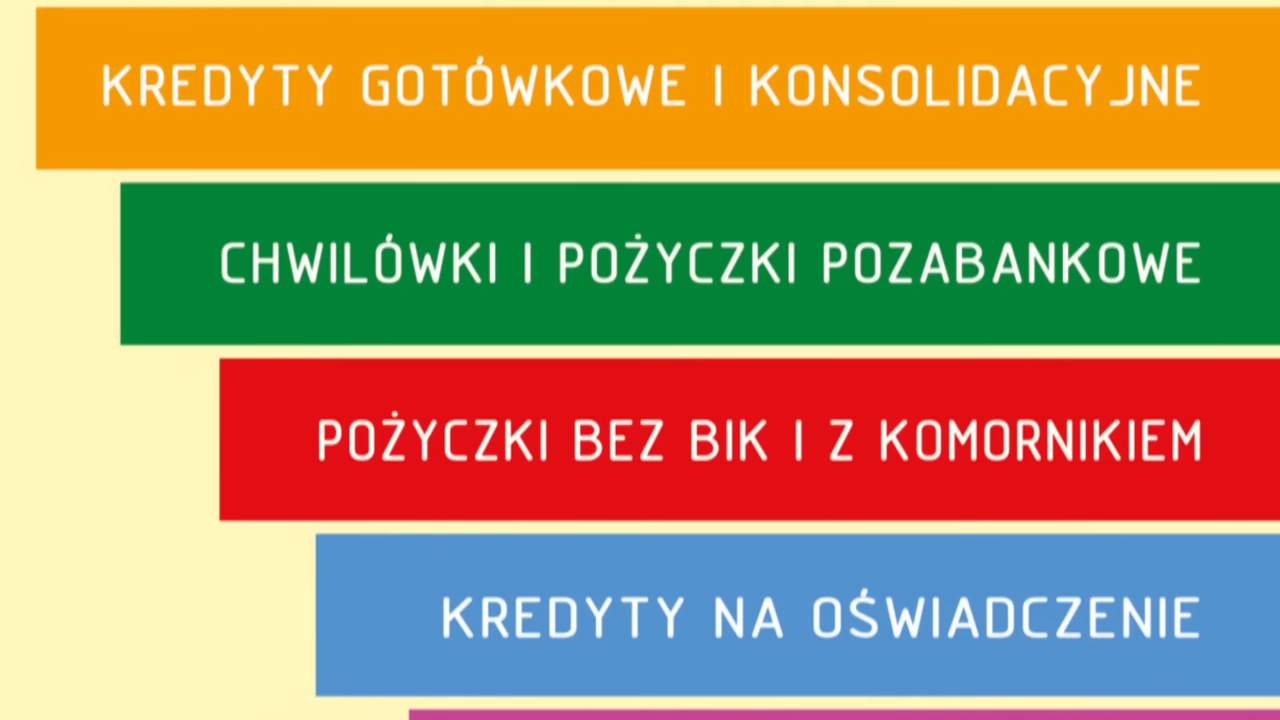 KREDYTY GOTÓWKOWE I KONSOLIDACYJNE
CHWILÓWKI I POŻYCZKI POZABANKOWE
POŻYCZKI BEZ BIK I Z KOMORNIKIEM
KREDYTY NA OŚWIADCZENIE